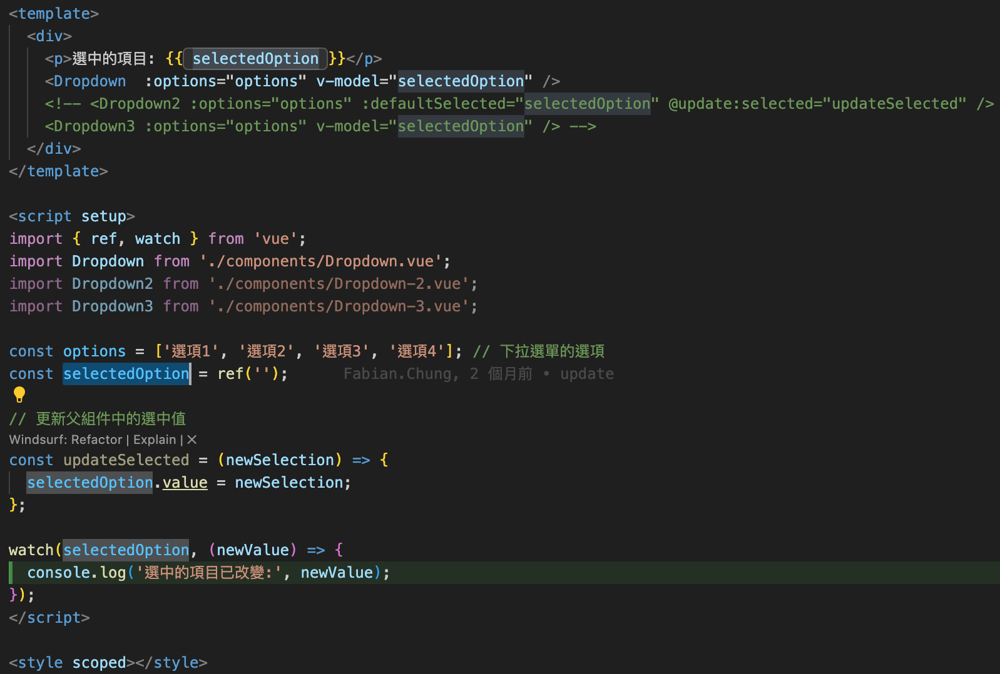 <template>
  <div>
    <p>選中的項目: {{ selectedOption }}</p>
    <Dropdown  :options="options" v-model="selectedOption" />
    <!-- <Dropdown2 :options="options" :defaultSelected="selectedOption" @update:selected="updateSelected" />
    <Dropdown3 :options="options" v-model="selectedOption" /> -->
  </div>
</template>

<script setup>
import { ref, watch } from 'vue';
import Dropdown from './components/Dropdown.vue';
import Dropdown2 from './components/Dropdown-2.vue';
import Dropdown3 from './components/Dropdown-3.vue';

const options = ['選項1', '選項2', '選項3', '選項4']; // 下拉選單的選項
const selectedOption = ref('');      Fabian.Chung, 2 個月前 • update

// 更新父組件中的選中值
Windsurf: Refactor | Explain | ✕
const updateSelected = (newSelection) => {
  selectedOption.value = newSelection;
};

watch(selectedOption, (newValue) => {
  console.log('選中的項目已改變:', newValue);
});
</script>

<style scoped></style>